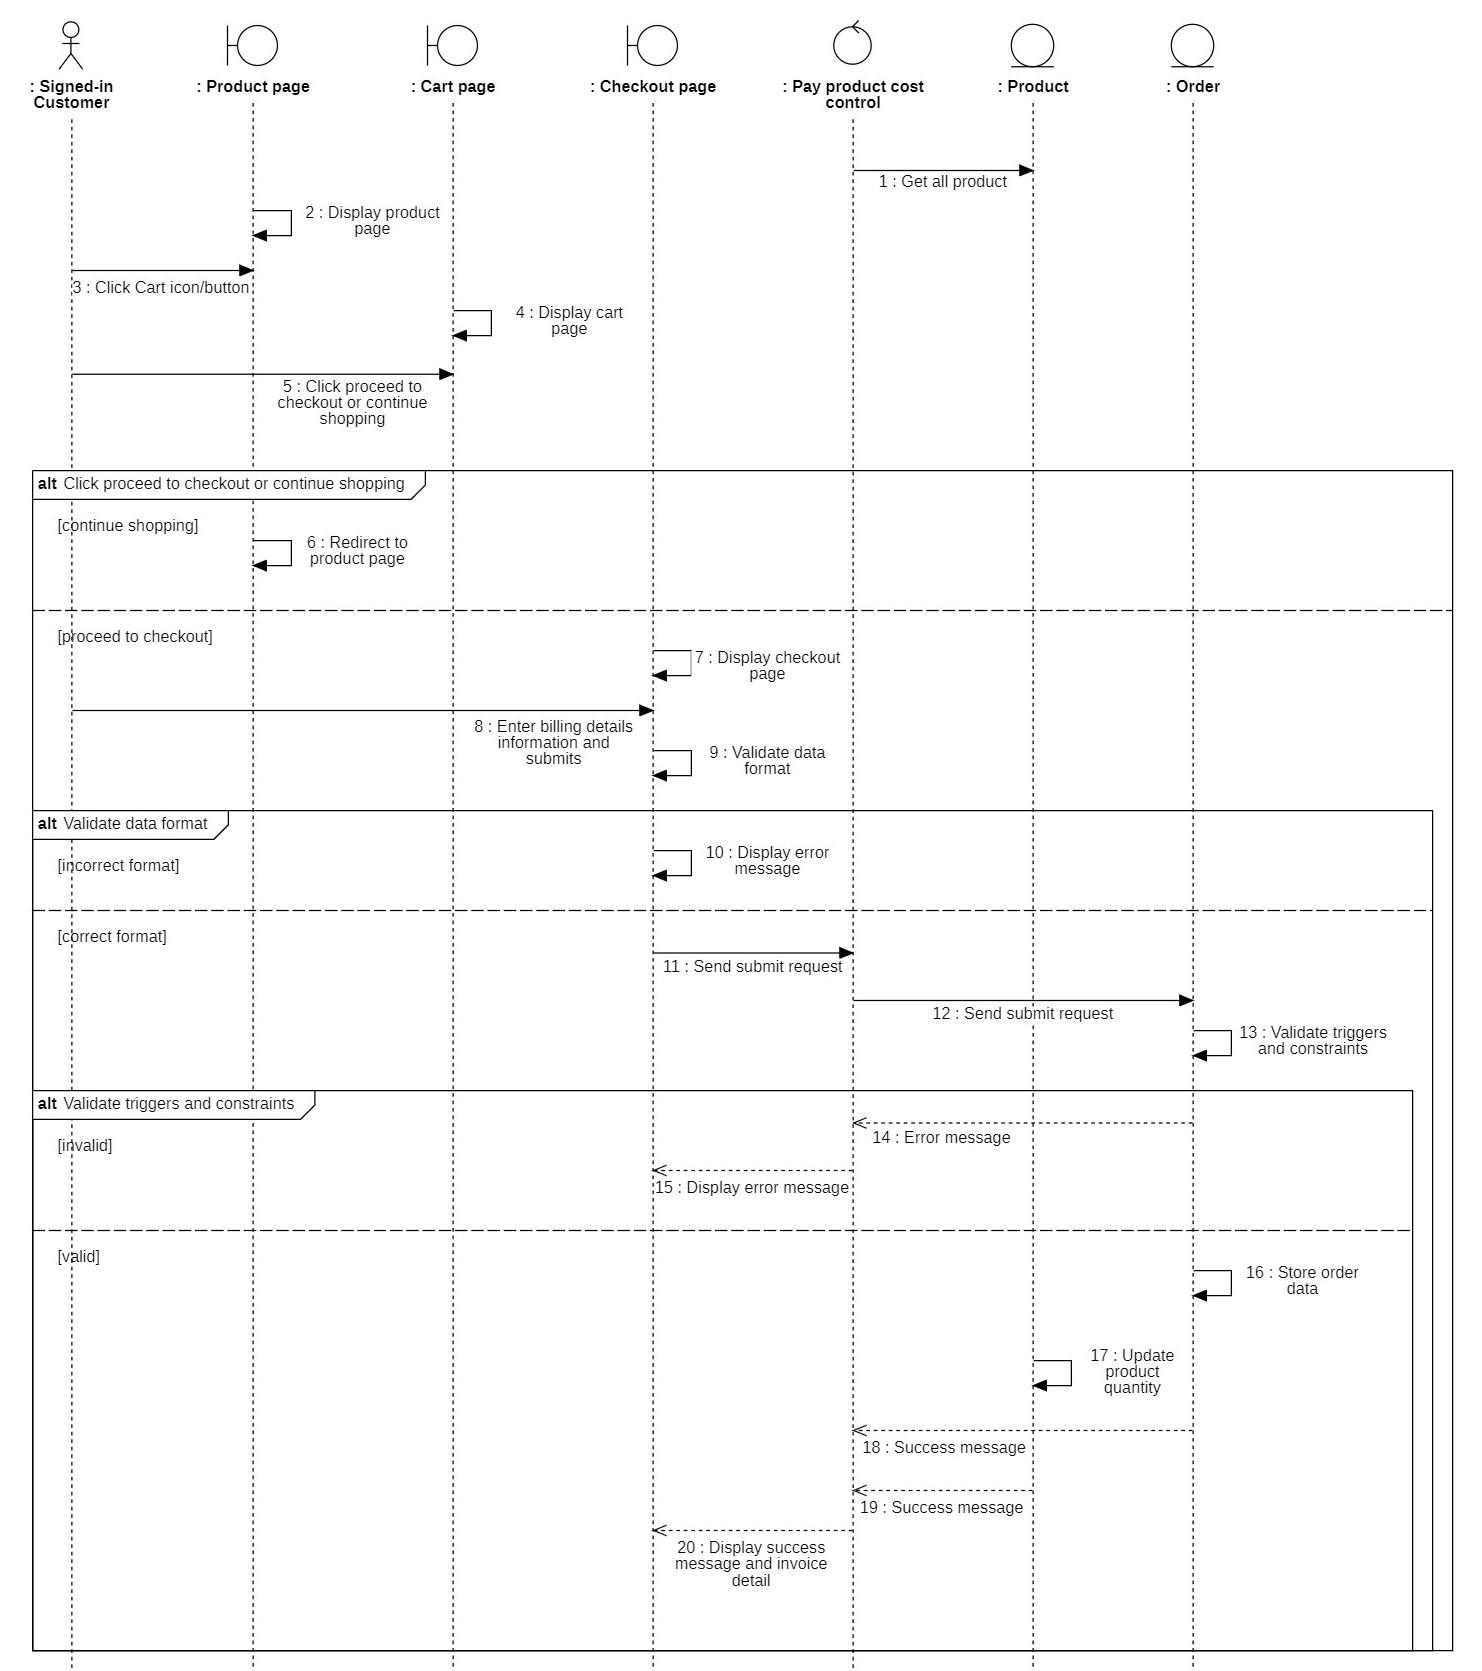 : Signed-in
Customer
: Product page
: Cart page
: Checkout page
: Pay product cost
control
: Product
: Order
1 : Get all product
2 : Display product
page
3 : Click Cart icon/button
4 : Display cart
page
5 : Click proceed to
checkout or continue
shopping
alt Click proceed to checkout or continue shopping
[continue shopping]
6 : Redirect to
product page
[proceed to checkout]
7 : Display checkout
page
8 : Enter billing details
information and
submits
9 : Validate data
format
alt Validate data format
[incorrect format]
10 : Display error
message
[correct format]
11 : Send submit request
12 : Send submit request
13 : Validate triggers
and constraints
alt Validate triggers and constraints
[invalid]
14 : Error message
15 : Display error message
[valid]
16 : Store order
data
17 : Update
product
quantity
18 : Success message
19 : Success message
20 : Display success
message and invoice
detail